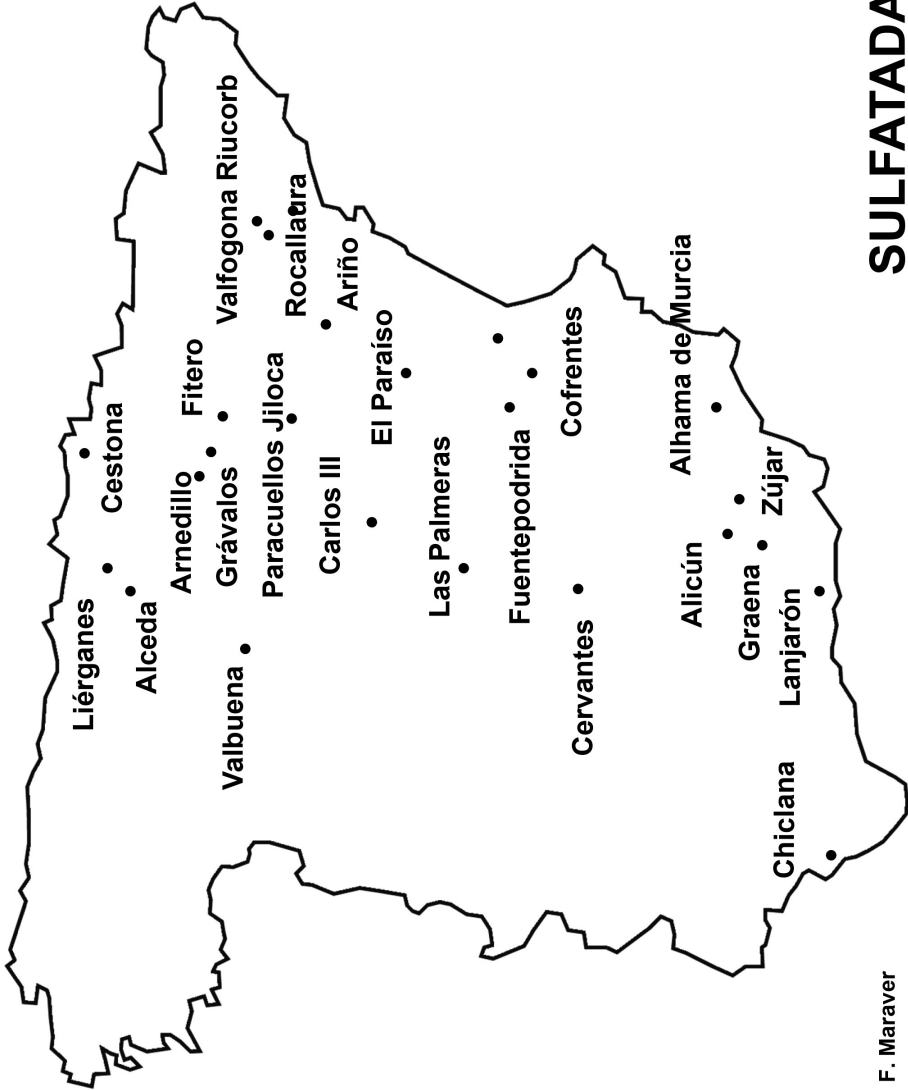 Liérganes
Cestona
Alceda
Arnedillo
Fitero
Valfogona Riucorb
Valbuena
Grávalos
Paracuellos Jiloca
Rocallaura
Carlos III
Ariño
El Paraíso
Las Palmeras
Fuentepodrida
Cofrentes
Cervantes
Alhama de Murcia
Alicún
Zújar
Graena
Lanjarón
Chiclana
F. Maraver
SULFATADA